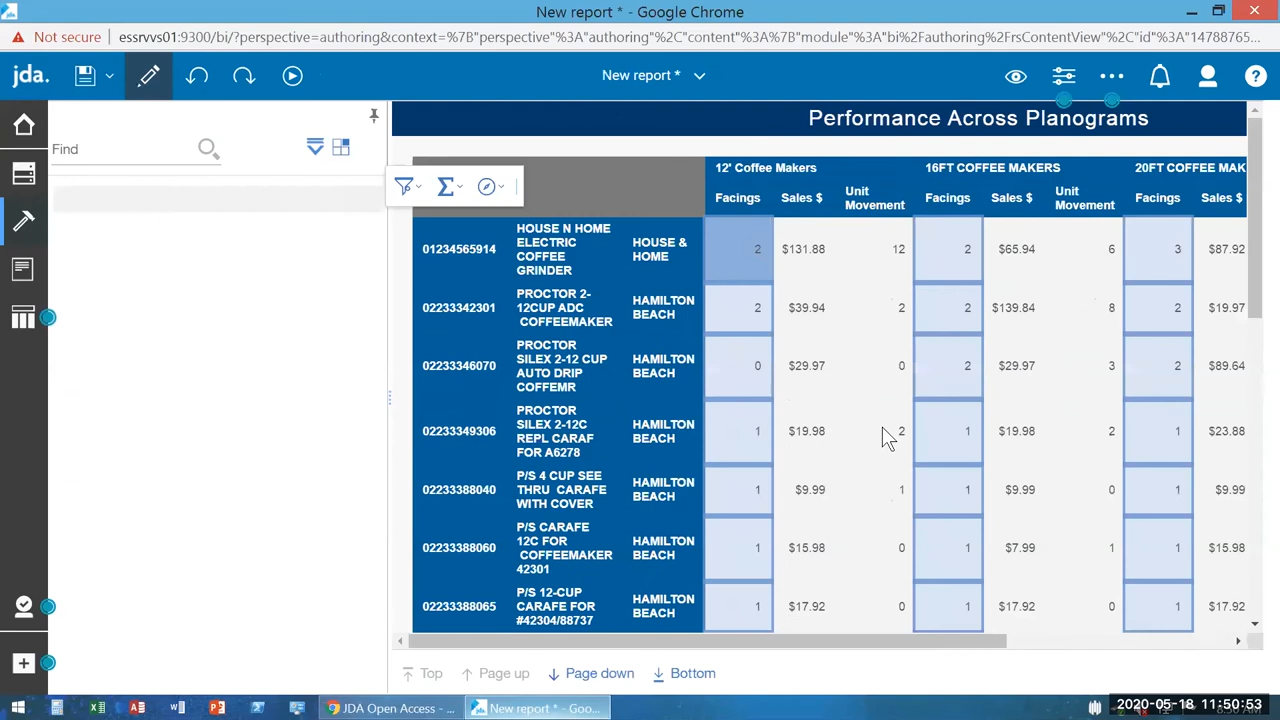 New report * - Google Chrome
Not secure essrvvs01:9300/bi/?perspective=authoring&context=%7B"perspective"%3A"authoring"%2C"content"%3A%7B"module"%3A"bi%2Fauthoring%2FrsContentView"%2C"id"%3A"14788765...
jda. New report *
Performance Across Planograms
Find
12' Coffee Makers 16FT COFFEE MAKERS 20FT COFFEE MAK
Facings Sales $ Unit Movement Facings Sales $ Unit Movement Facings Sales $
01234565914 HOUSE N HOME ELECTRIC COFFEE GRINDER HOUSE & HOME 2 $131.88 12 2 $65.94 6 3 $87.92
02233342301 PROCTOR 2-12CUP ADC COFFEEMAKER HAMILTON BEACH 2 $39.94 2 2 $139.84 8 2 $19.97
02233346070 PROCTOR SILEX 2-12 CUP AUTO DRIP COFFEMR HAMILTON BEACH 0 $29.97 0 2 $29.97 3 2 $89.64
02233349306 PROCTOR SILEX 2-12C REPL CARAF FOR A6278 HAMILTON BEACH 1 $19.98 2 1 $19.98 2 1 $23.88
02233388040 P/S 4 CUP SEE THRU CARAFE WITH COVER HAMILTON BEACH 1 $9.99 1 1 $9.99 0 1 $9.99
02233388060 P/S CARAFE 12C FOR COFFEEMAKER 42301 HAMILTON BEACH 1 $15.98 0 1 $7.99 1 1 $15.98
02233388065 P/S 12-CUP CARAFE FOR #42304/88737 HAMILTON BEACH 1 $17.92 0 1 $17.92 0 1 $17.92
Top Page up Page down Bottom
JDA Open Access - ... New report * - Goo... 2020-05-18 11:50:53